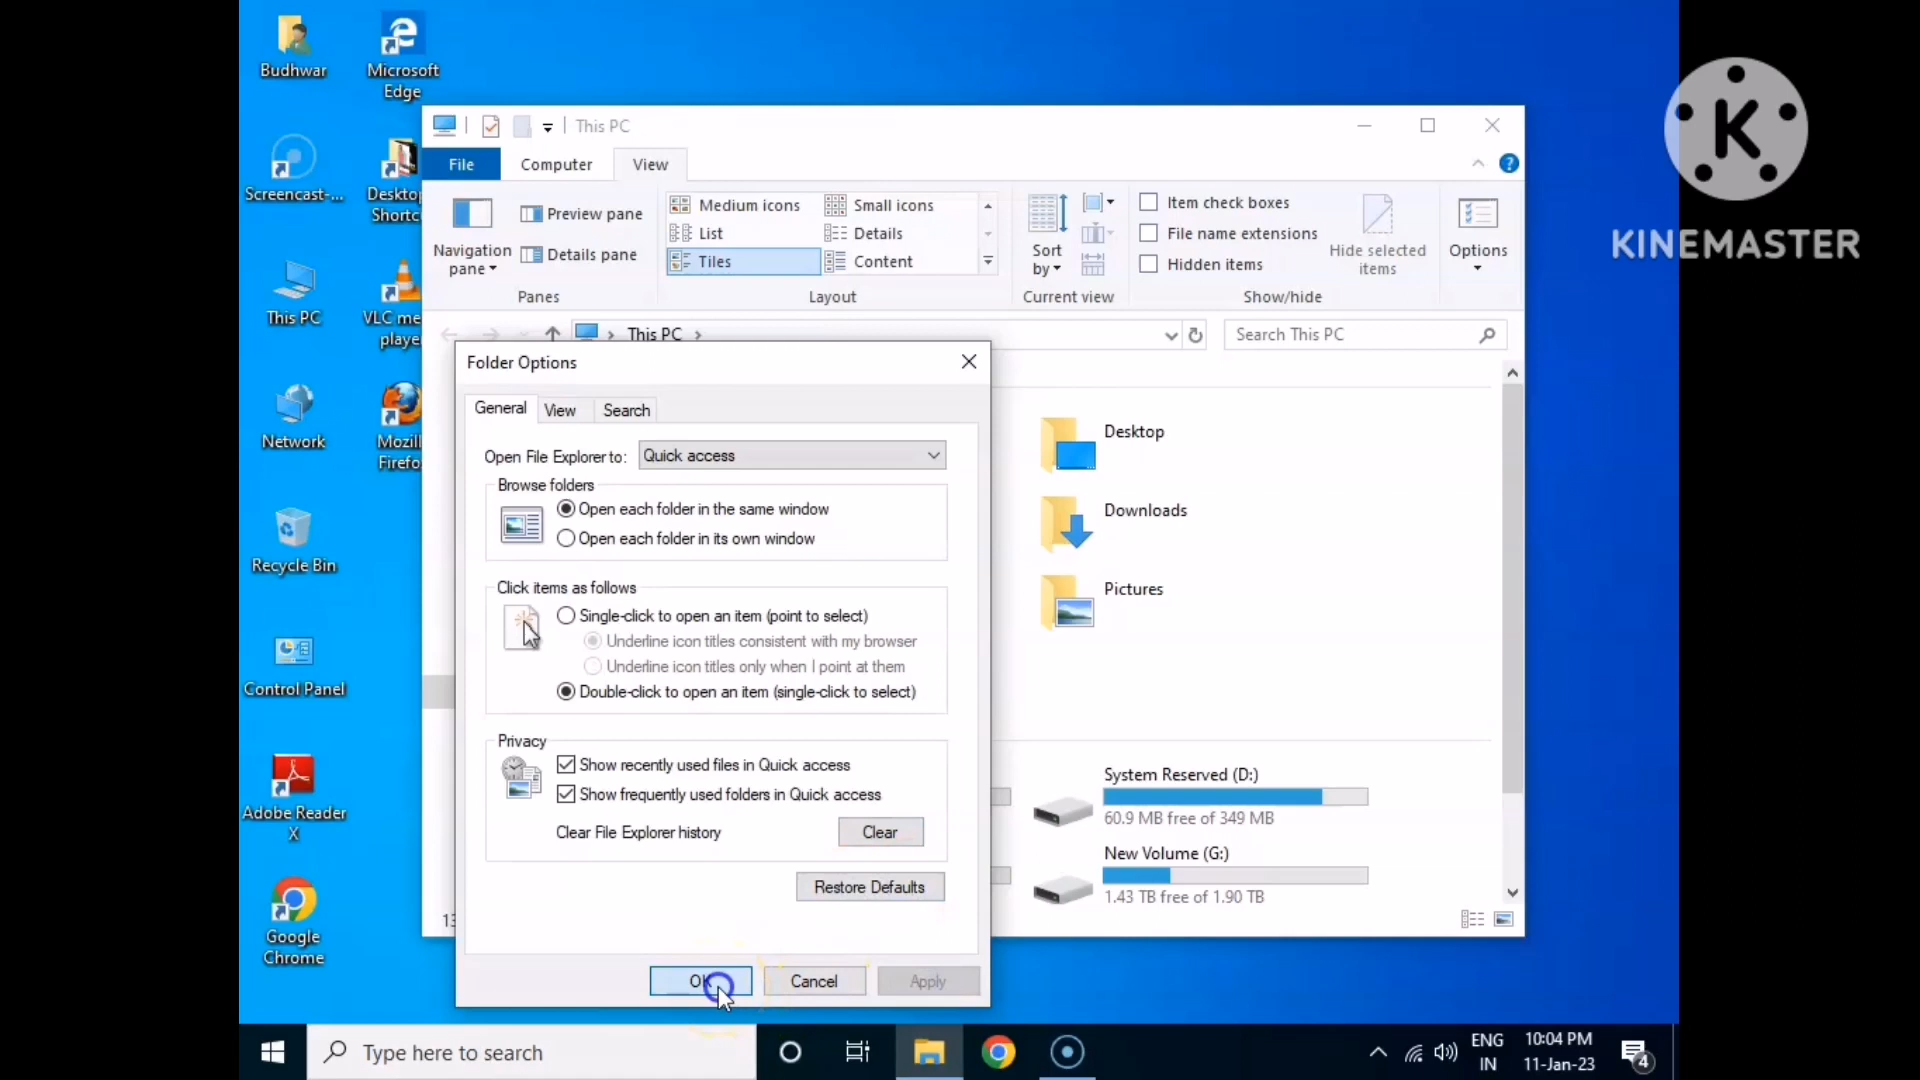 Budhwar
Microsoft
Edge
Screencast-...
Desktop
Shortc
This PC
VLC me
playe
Network
Mozill
Firefo
Recycle Bin
Control Panel
Adobe Reader
X
Google
Chrome
This PC
File
Computer
View
Navigation
pane
Preview pane
Details pane
Panes
Medium icons
Small icons
List
Details
Tiles
Content
Layout
Sort
by
Current view
Item check boxes
File name extensions
Hidden items
Hide selected
items
Show/hide
Options
This PC
Search This PC
Folder Options
General
View
Search
Open File Explorer to:
Quick access
Browse folders
Open each folder in the same window
Open each folder in its own window
Click items as follows
Single-click to open an item (point to select)
Underline icon titles consistent with my browser
Underline icon titles only when I point at them
Double-click to open an item (single-click to select)
Privacy
Show recently used files in Quick access
Show frequently used folders in Quick access
Clear File Explorer history
Clear
Restore Defaults
OK
Cancel
Apply
Desktop
Downloads
Pictures
System Reserved (D:)
60.9 MB free of 349 MB
New Volume (G:)
1.43 TB free of 1.90 TB
13
Type here to search
ENG
IN
10:04 PM
11-Jan-23
4
K
KINEMASTER